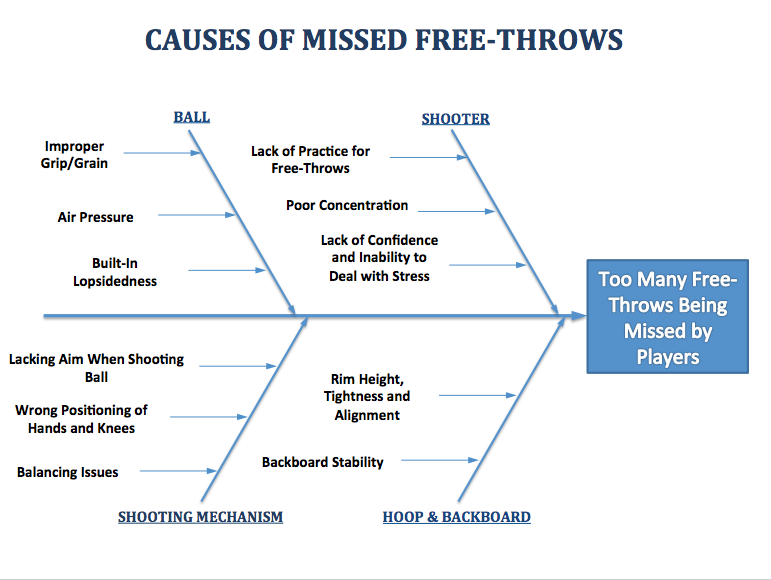 CAUSES OF MISSED FREE-THROWS
BALL
SHOOTER
Improper
Grip/Grain
Air Pressure
Built-In
Lopsidedness
Lack of Practice for
Free-Throws
Poor Concentration
Lack of Confidence
and Inability to
Deal with Stress
Too Many Free-
Throws Being
Missed by
Players
Lacking Aim When Shooting
Ball
Wrong Positioning of
Hands and Knees
Balancing Issues
Rim Height,
Tightness and
Alignment
Backboard Stability
SHOOTING MECHANISM
HOOP & BACKBOARD